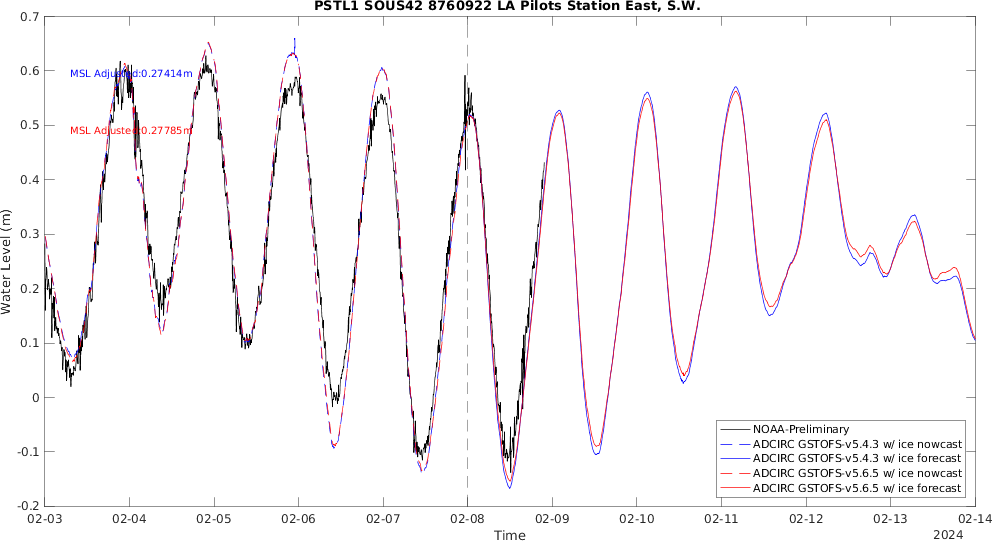 PSTL1 SOUS42 8760922 LA Pilots Station East, S.W.
0.7
0.6
0.5
0.4
0.3
0.2
0.1
0
-0.1
-0.2
Water Level (m)
MSL Adjusted:0.27414m
MSL Adjusted:0.27785m
NOAA-Preliminary
ADCIRC GSTOFS-v5.4.3 w/ ice nowcast
ADCIRC GSTOFS-v5.4.3 w/ ice forecast
ADCIRC GSTOFS-v5.6.5 w/ ice nowcast
ADCIRC GSTOFS-v5.6.5 w/ ice forecast
02-03 02-04 02-05 02-06 02-07 02-08 02-09 02-10 02-11 02-12 02-13 02-14
Time
2024